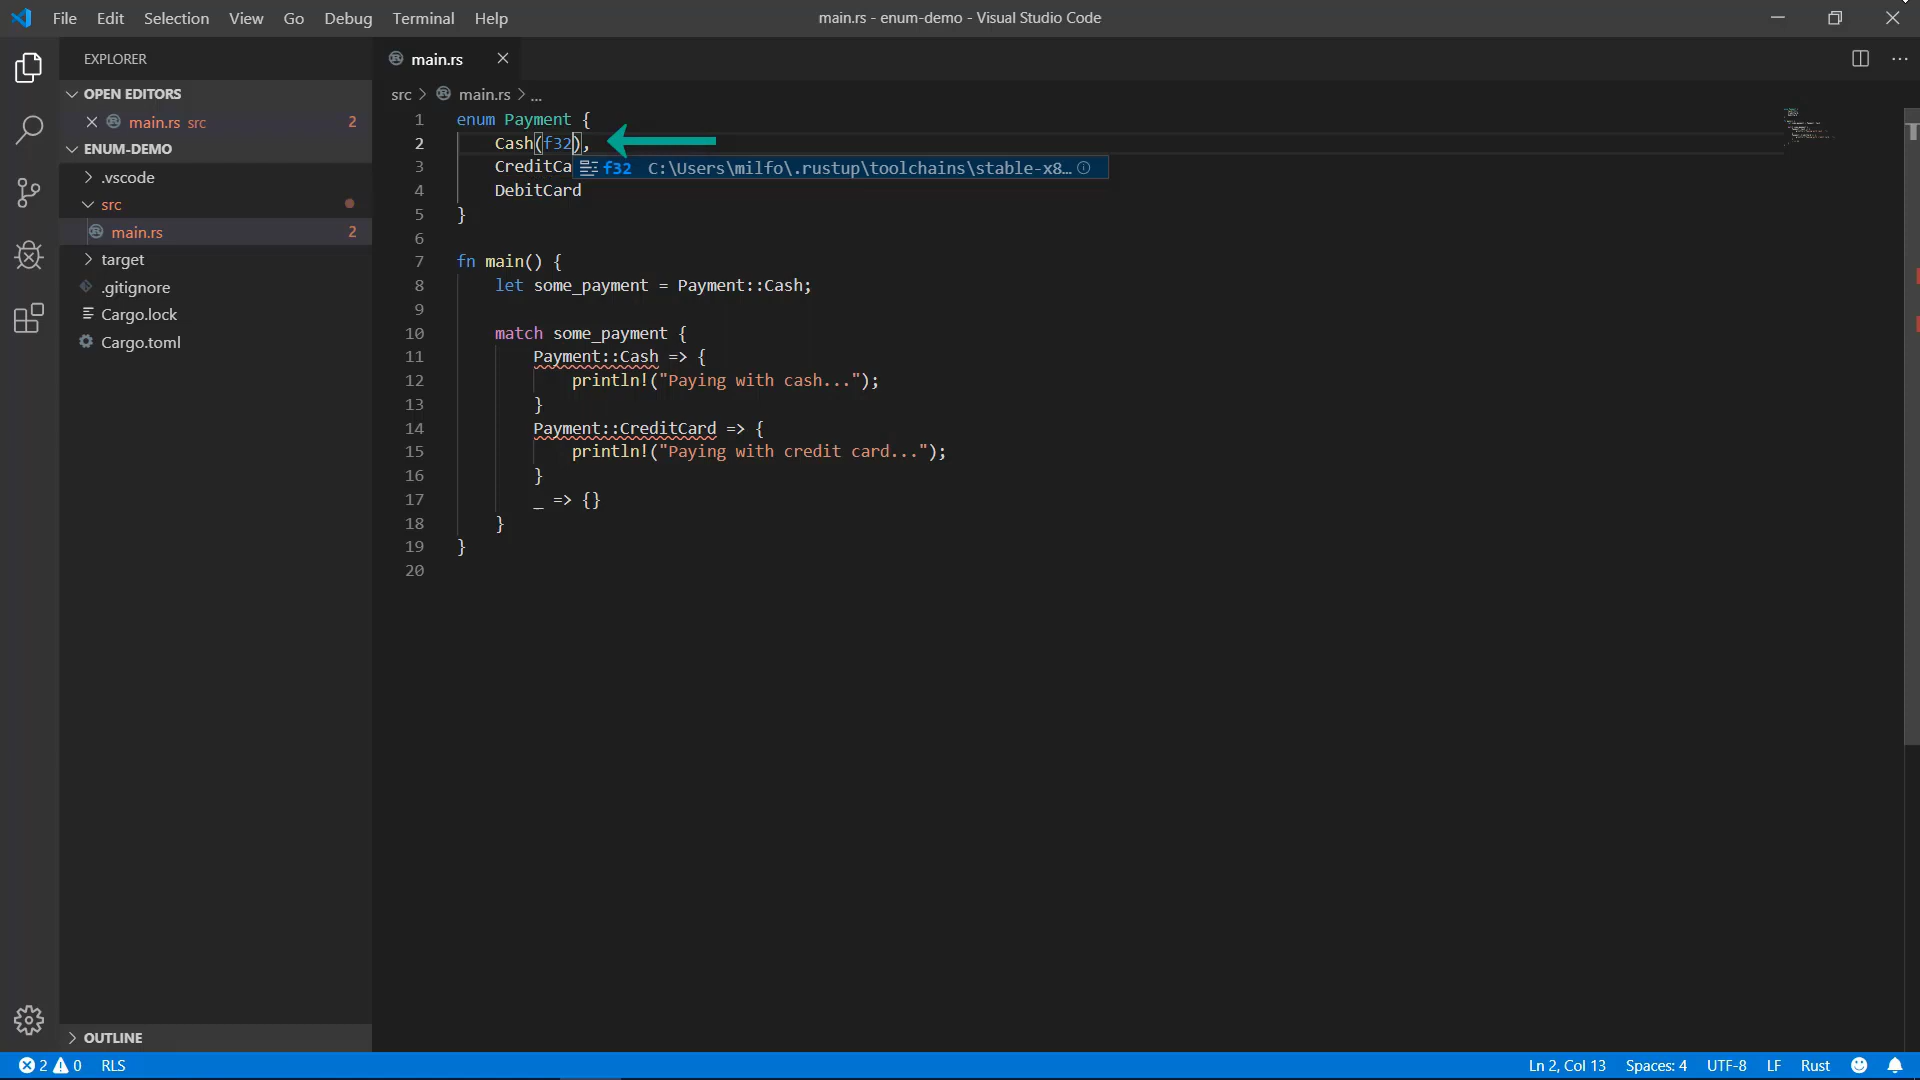 File Edit Selection View Go Debug Terminal Help
main.rs - enum-demo - Visual Studio Code
EXPLORER
OPEN EDITORS
main.rs src 2
ENUM-DEMO
.vscode
src
main.rs 2
target
.gitignore
Cargo.lock
Cargo.toml
OUTLINE
main.rs
src > main.rs > ...
1 enum Payment {
2 Cash(f32),
f32 C:\Users\milfo\.rustup\toolchains\stable-x8...
3 CreditCa
4 DebitCard
5 }
6
7 fn main() {
8 let some_payment = Payment::Cash;
9
10 match some_payment {
11 Payment::Cash => {
12 println!("Paying with cash...");
13 }
14 Payment::CreditCard => {
15 println!("Paying with credit card...");
16 }
17 _ => {}
18 }
19 }
20
2 0 RLS
Ln 2, Col 13 Spaces: 4 UTF-8 LF Rust